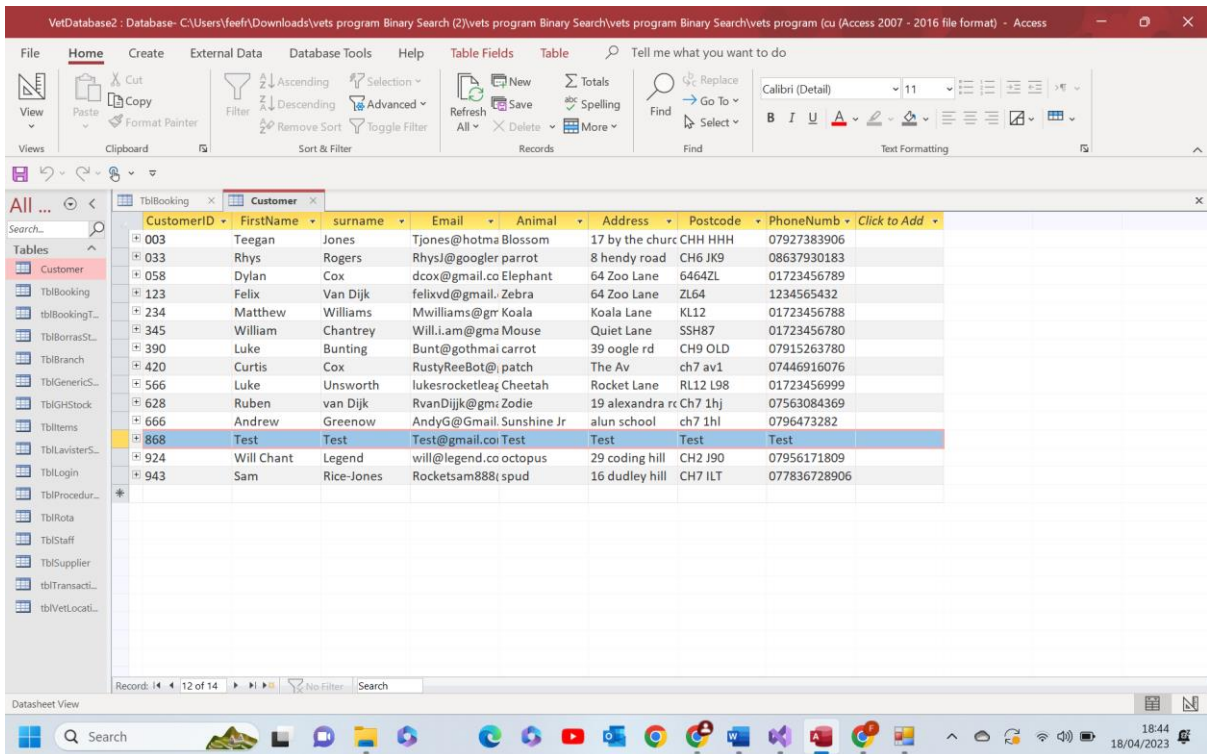 VetDatabase2 : Database- C:\Users\feefr\Downloads\vets program Binary Search (2)\vets program Binary Search\vets program Binary Search\vets program (cu (Access 2007 - 2016 file format) - Access
File Home Create External Data Database Tools Help Table Fields Table Tell me what you want to do
Cut Ascending Selection New Totals Replace Calibri (Detail) 11
Copy Descending Advanced Save Spelling Go To
View Paste Format Painter Filter Remove Sort Toggle Filter Refresh All Delete More Find Select B I U A
Views Clipboard Sort & Filter Records Find Text Formatting
All ... TblBooking Customer
Search... CustomerID FirstName surname Email Animal Address Postcode PhoneNumb Click to Add
003 Teegan Jones Tjones@hotma Blossom 17 by the churc CHH HHH 07927383906
033 Rhys Rogers RhysJ@googler parrot 8 hendy road CH6 JK9 08637930183
058 Dylan Cox dcox@gmail.co Elephant 64 Zoo Lane 6464ZL 01723456789
123 Felix Van Dijk felixvd@gmail. Zebra 64 Zoo Lane ZL64 1234565432
234 Matthew Williams Mwilliams@gm Koala Koala Lane KL12 01723456788
345 William Chantrey Will.i.am@gma Mouse Quiet Lane SSH87 01723456780
390 Luke Bunting Bunt@gothmai carrot 39 oogle rd CH9 OLD 07915263780
420 Curtis Cox RustyReeBot@ patch The Av ch7 av1 07446916076
566 Luke Unsworth lukesrocketleag Cheetah Rocket Lane RL12 L98 01723456999
628 Ruben van Dijk RvanDijjk@gma Zodie 19 alexandra ro Ch7 1hj 07563084369
666 Andrew Greenow AndyG@Gmail. Sunshine Jr alun school ch7 1hl 0796473282
868 Test Test Test@gmail.co Test Test Test Test
924 Will Chant Legend will@legend.co octopus 29 coding hill CH2 J90 07956171809
943 Sam Rice-Jones Rocketsam888 spud 16 dudley hill CH7 ILT 077836728906
Tables
Customer
TblBooking
tblBookingT...
TblBorrasSt...
TblBranch
TblGenericS...
TblGHStock
TblItems
TblLavisterS...
TblLogin
TblProcedur...
TblRota
TblStaff
TblSupplier
tblTransacti...
tblVetLocati...
Record: 12 of 14 No Filter Search
Datasheet View
Search 18:44
18/04/2023